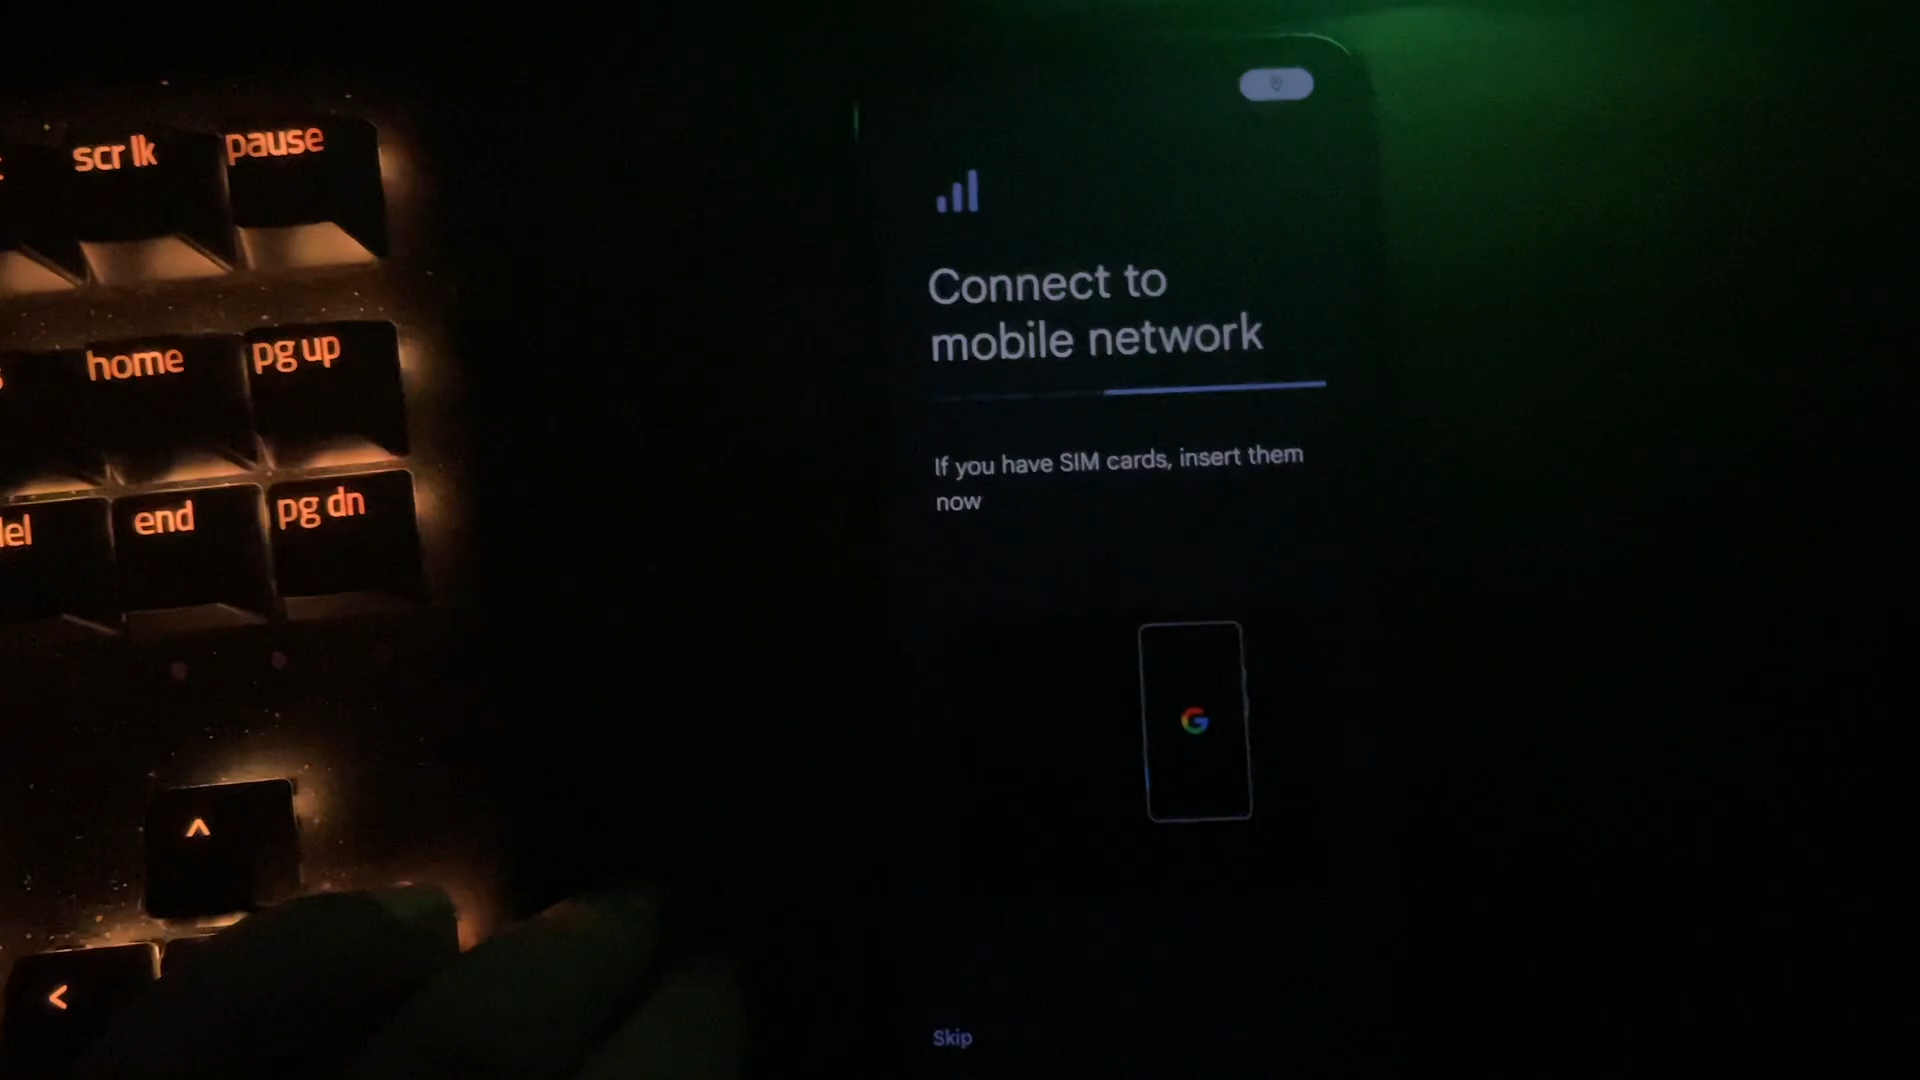 scr lk
pause
home
pg up
end
pg dn
^
<
Connect to
mobile network
If you have SIM cards, insert them
now
G
Skip